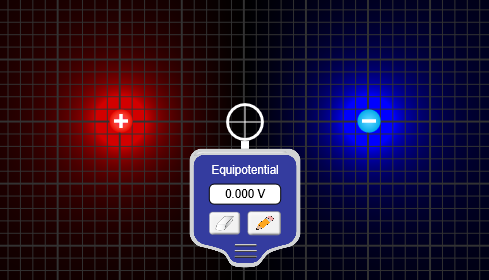 +
−
Equipotential
0.000 V